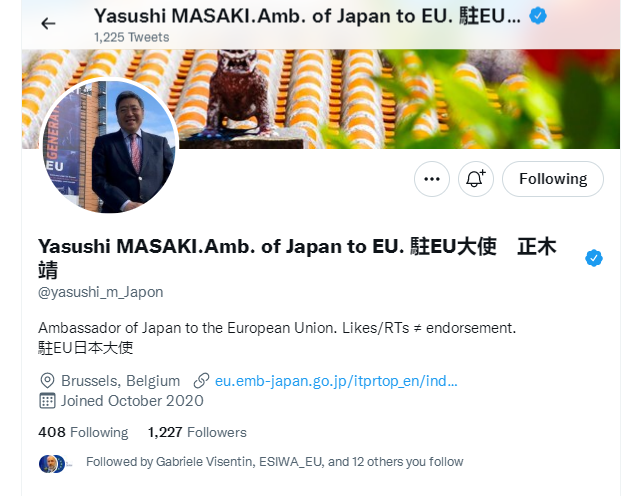 Yasushi MASAKI.Amb. of Japan to EU. 駐EU...
1,225 Tweets
GENERAT
EU
Following
Yasushi MASAKI.Amb. of Japan to EU. 駐EU大使　正木
靖
@yasushi_m_Japon
Ambassador of Japan to the European Union. Likes/RTs ≠ endorsement.
駐EU日本大使
Brussels, Belgium eu.emb-japan.go.jp/itprtop_en/ind...
Joined October 2020
408 Following 1,227 Followers
Followed by Gabriele Visentin, ESIWA_EU, and 12 others you follow